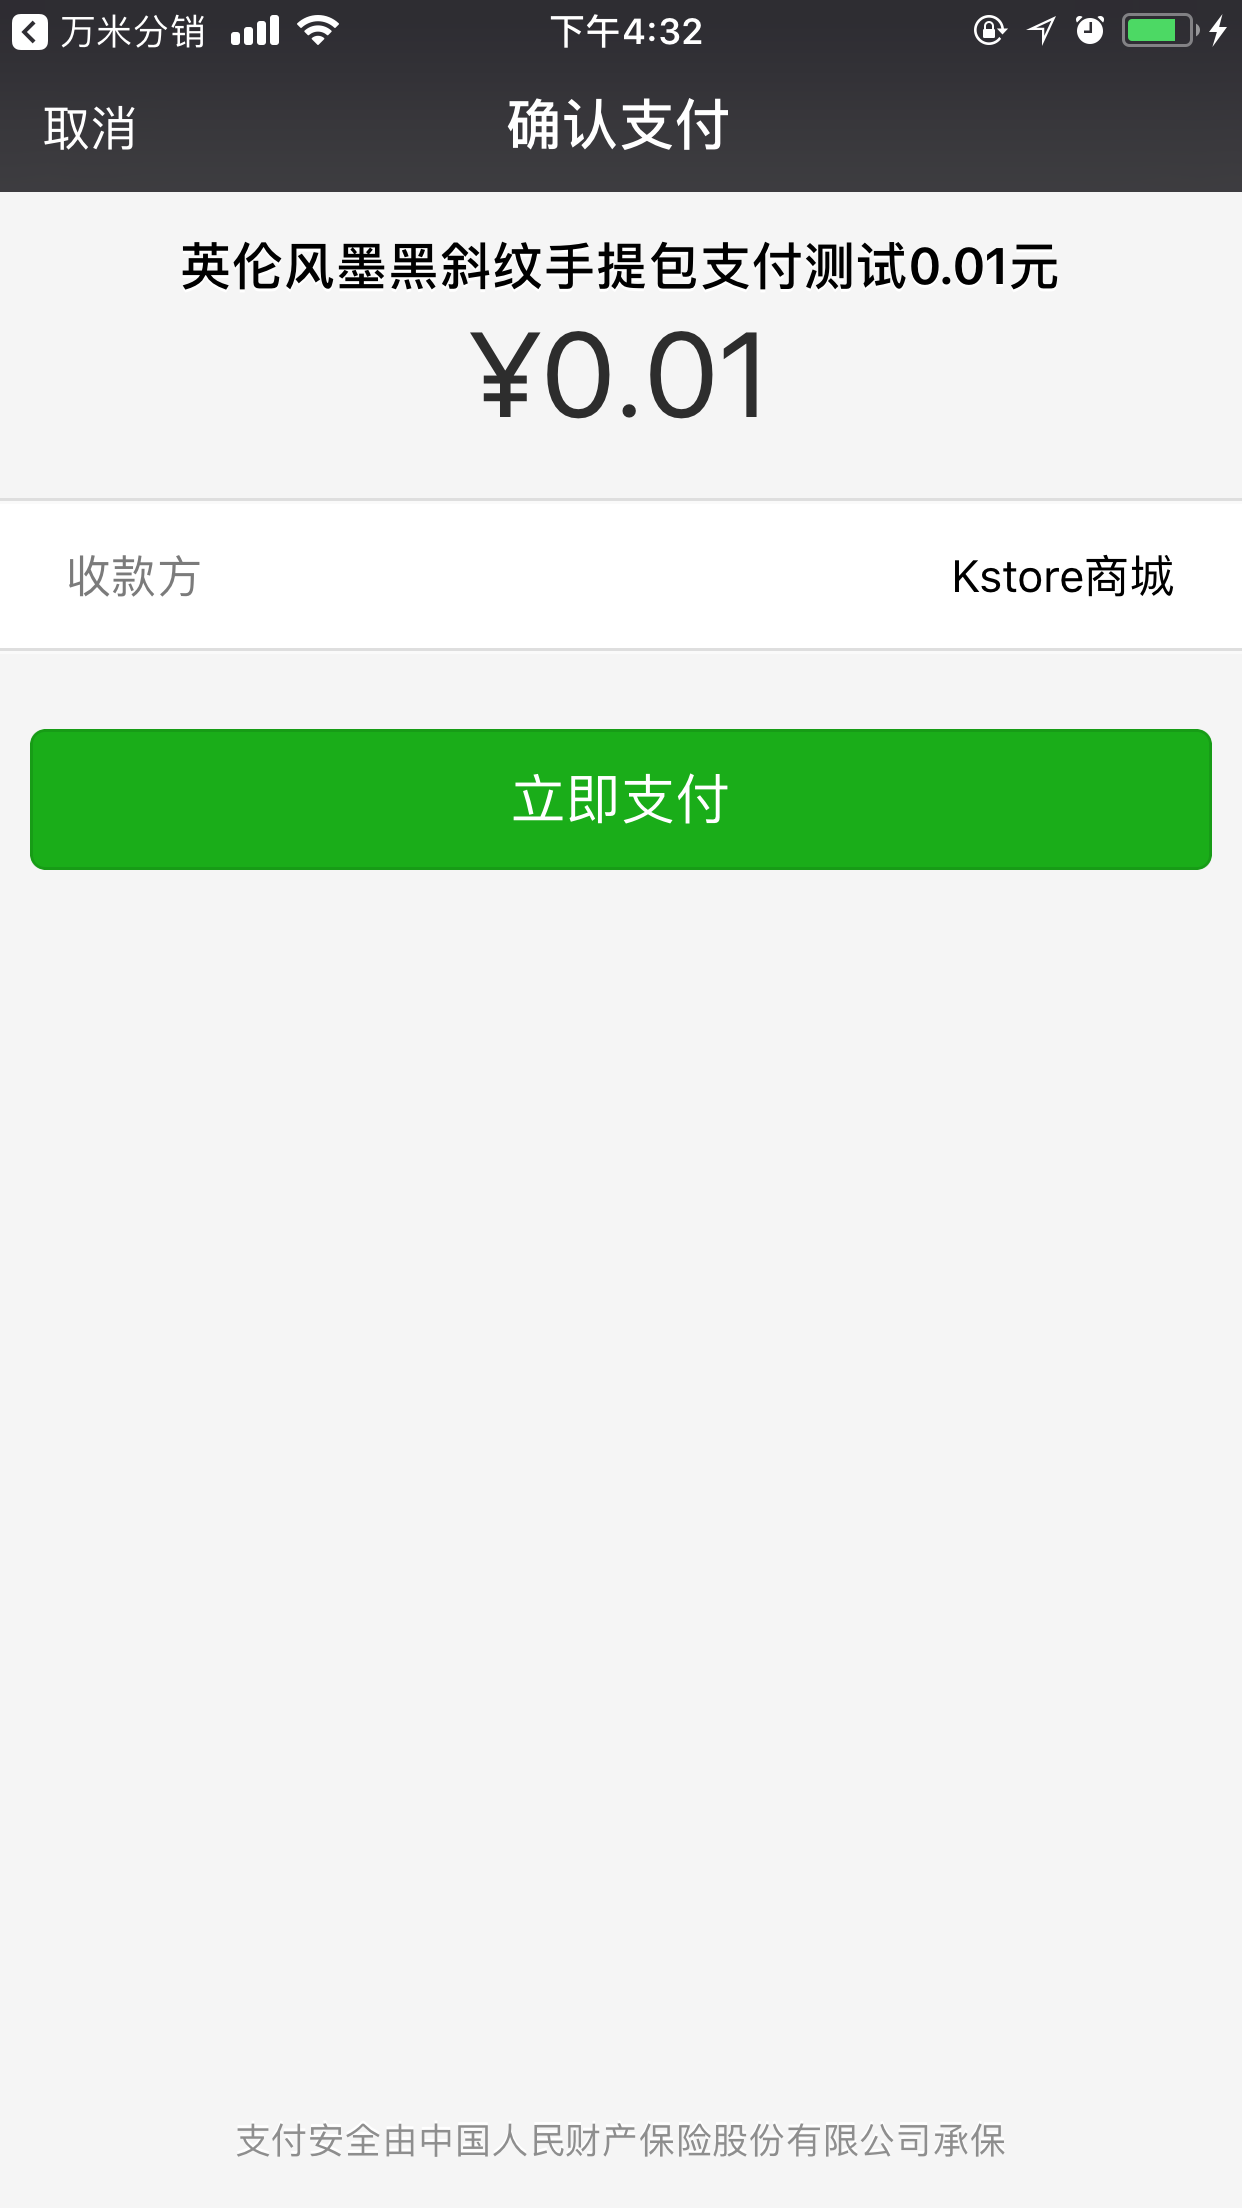 万米分销
下午4:32
取消
确认支付
英伦风墨黑斜纹手提包支付测试0.01元
¥0.01
收款方
Kstore商城
立即支付
支付安全由中国人民财产保险股份有限公司承保